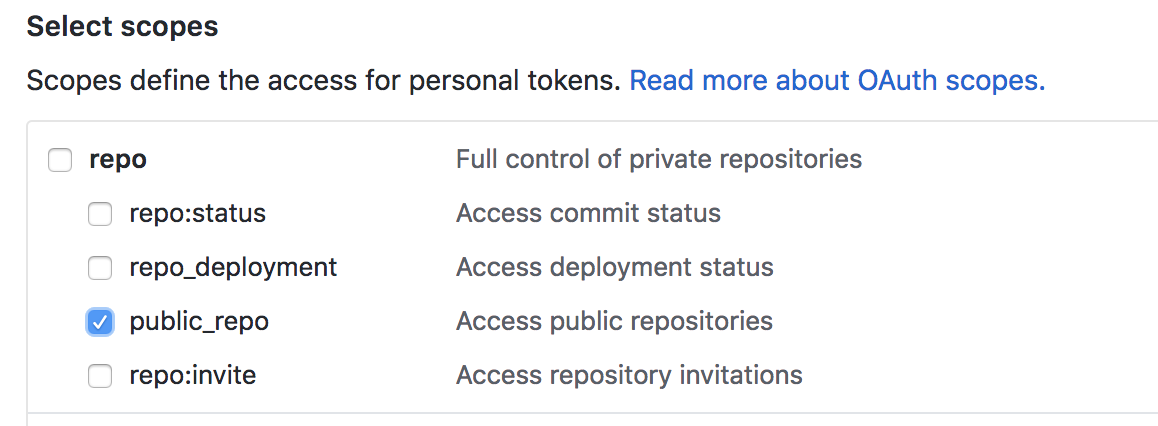 Select scopes
Scopes define the access for personal tokens. Read more about OAuth scopes.
repo Full control of private repositories
repo:status Access commit status
repo_deployment Access deployment status
public_repo Access public repositories
repo:invite Access repository invitations